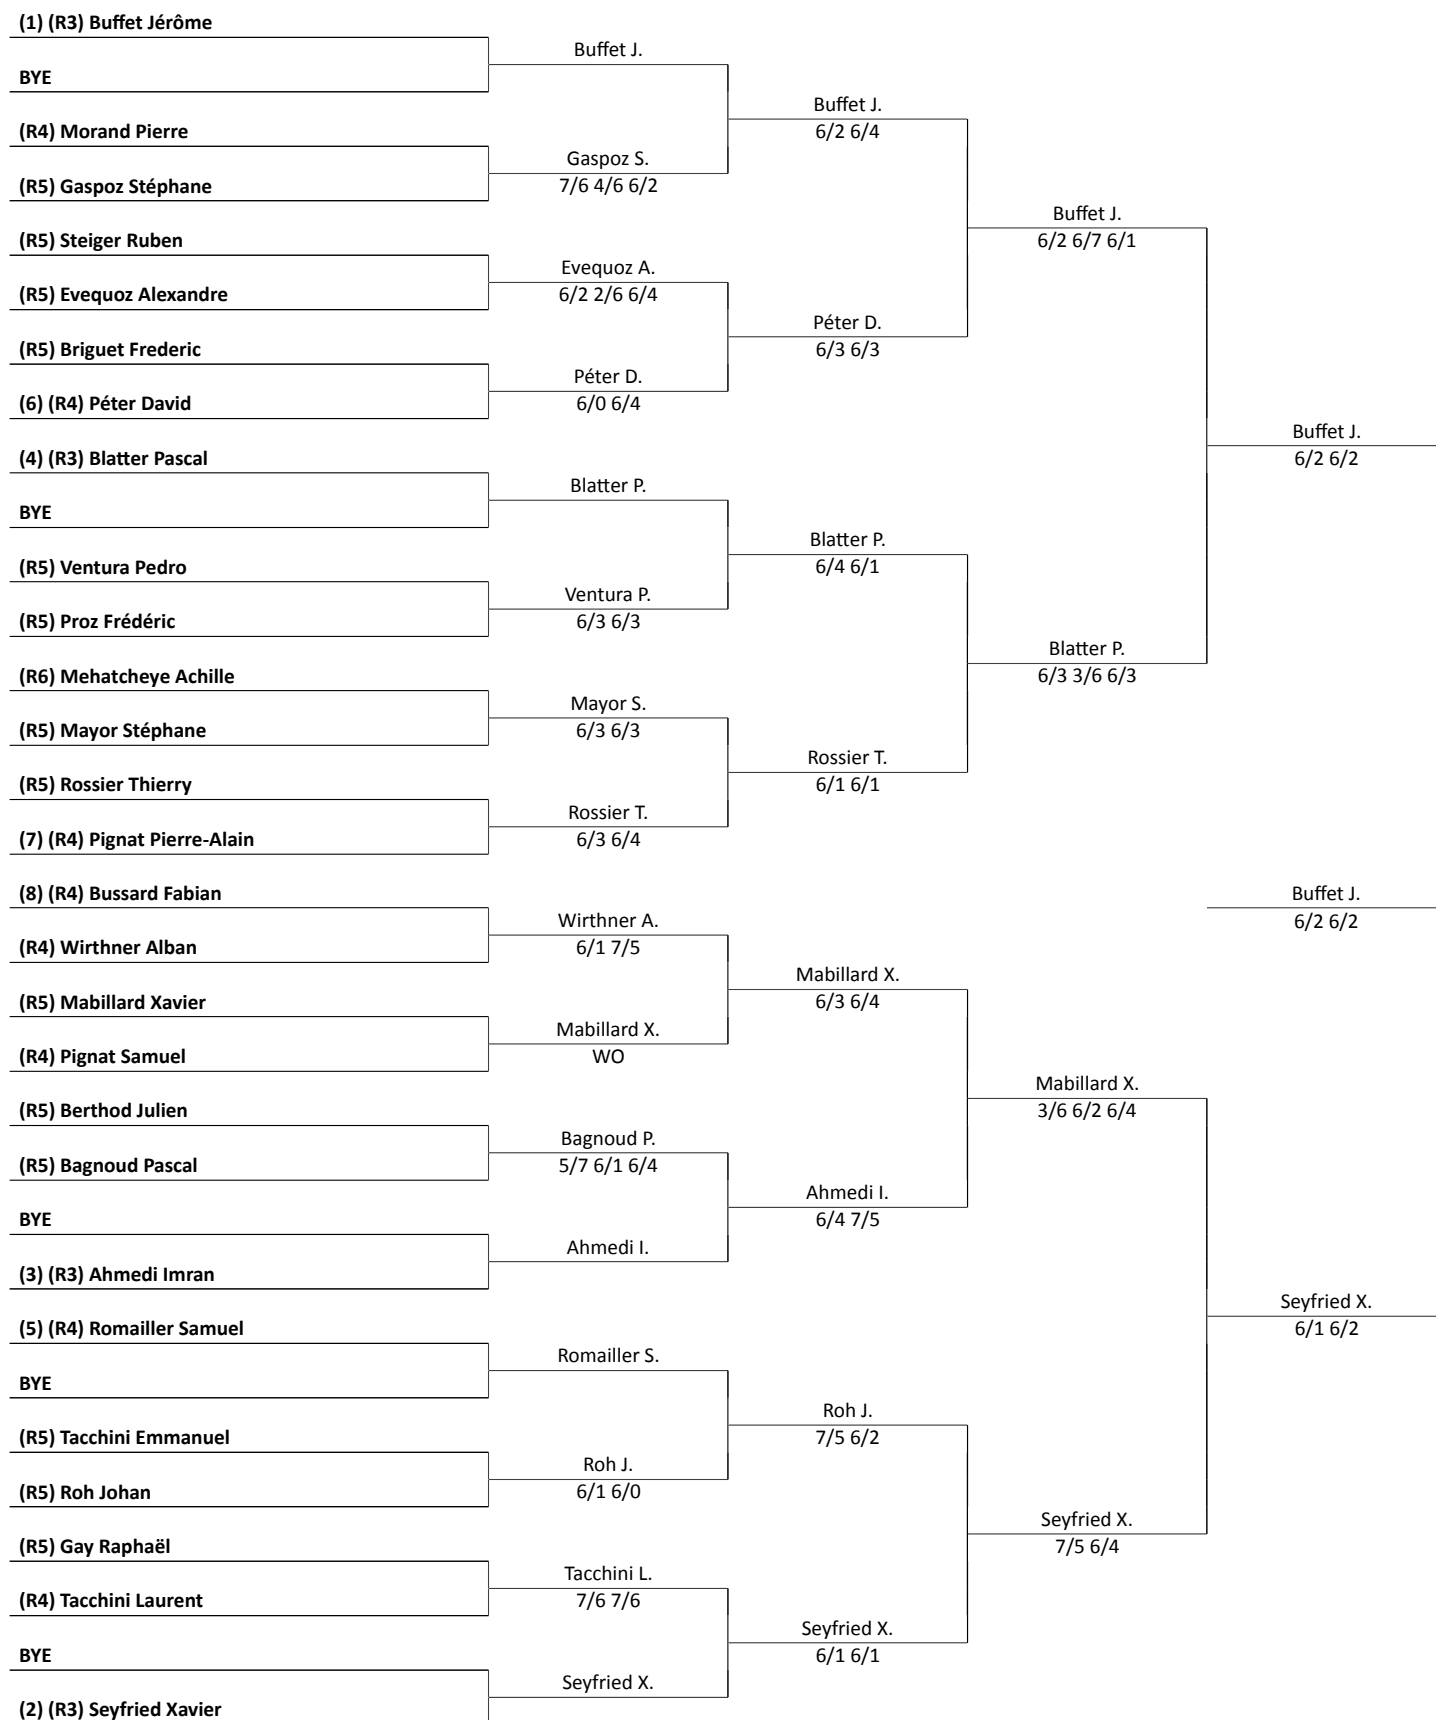 (1) (R3) Buffet Jérôme
BYE
(R4) Morand Pierre
(R5) Gaspoz Stéphane
(R5) Steiger Ruben
(R5) Evequoz Alexandre
(R5) Briguet Frederic
(6) (R4) Péter David
(4) (R3) Blatter Pascal
BYE
(R5) Ventura Pedro
(R5) Proz Frédéric
(R6) Mehatcheye Achille
(R5) Mayor Stéphane
(R5) Rossier Thierry
(7) (R4) Pignat Pierre-Alain
(8) (R4) Bussard Fabian
(R4) Wirthner Alban
(R5) Mabillard Xavier
(R4) Pignat Samuel
(R5) Berthod Julien
(R5) Bagnoud Pascal
BYE
(3) (R3) Ahmedi Imran
(5) (R4) Romailler Samuel
BYE
(R5) Tacchini Emmanuel
(R5) Roh Johan
(R5) Gay Raphaël
(R4) Tacchini Laurent
BYE
(2) (R3) Seyfried Xavier
Buffet J.
Gaspoz S.
7/6 4/6 6/2
Evequoz A.
6/2 2/6 6/4
Péter D.
6/0 6/4
Blatter P.
Ventura P.
6/3 6/3
Mayor S.
6/3 6/3
Rossier T.
6/3 6/4
Wirthner A.
6/1 7/5
Mabillard X.
WO
Bagnoud P.
5/7 6/1 6/4
Ahmedi I.
Romailler S.
Roh J.
6/1 6/0
Tacchini L.
7/6 7/6
Seyfried X.
Buffet J.
6/2 6/4
Péter D.
6/3 6/3
Blatter P.
6/4 6/1
Rossier T.
6/1 6/1
Mabillard X.
6/3 6/4
Ahmedi I.
6/4 7/5
Roh J.
7/5 6/2
Seyfried X.
6/1 6/1
Buffet J.
6/2 6/7 6/1
Blatter P.
6/3 3/6 6/3
Mabillard X.
3/6 6/2 6/4
Seyfried X.
7/5 6/4
Buffet J.
6/2 6/2
Buffet J.
6/2 6/2
Seyfried X.
6/1 6/2